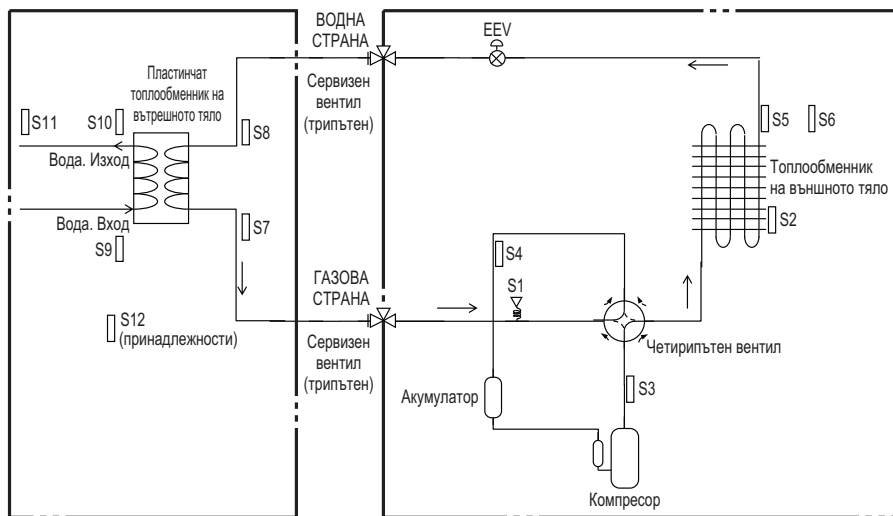 ВОДНА
СТРАНА
EEV
Пластинчат
топлообменник на
вътрешното тяло
Сервизен
вентил
(трипътен)
S11
S10
S8
S5
S6
Вода. Изход
Топлообменник
на външното тяло
Вода. Вход
S7
S2
S9
S4
ГАЗОВА
СТРАНА
S1
S12
(принадлежности)
Сервизен
вентил
(трипътен)
Четирипътен вентил
Акумулатор
S3
Компресор